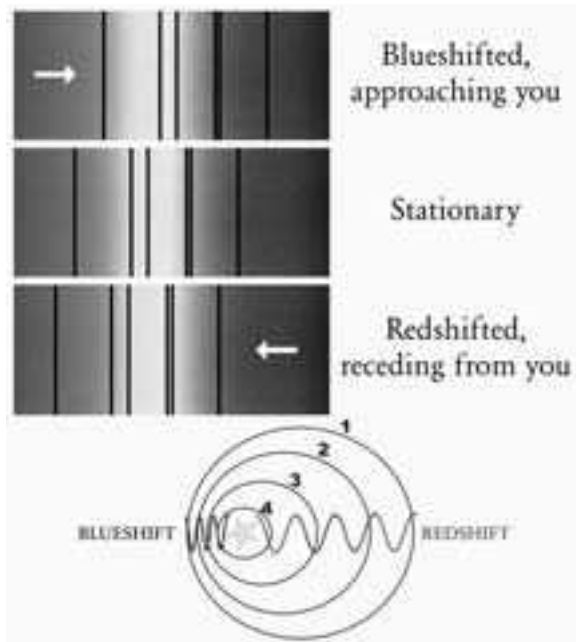 Blueshifted,
approaching you
Stationary
Redshifted,
receding from you
1
2
3
4
BLUESHIFT
REDSHIFT